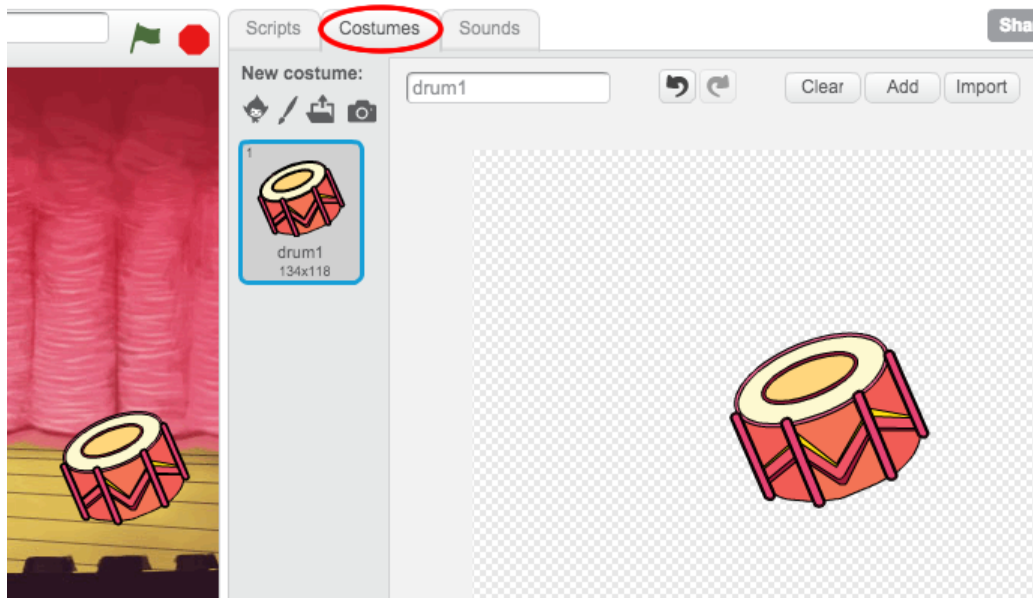 Scripts Costumes Sounds
Sha
New costume:
drum1
Clear Add Import
1
drum1
134x118